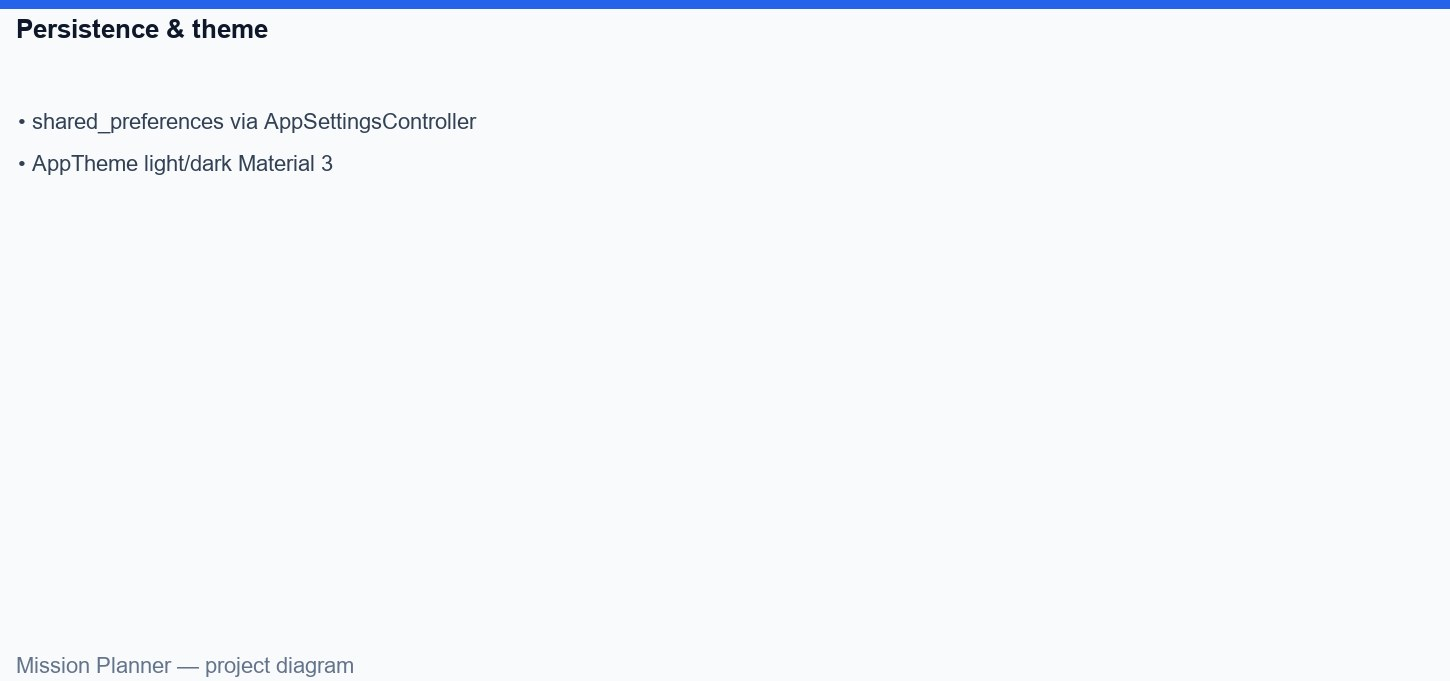 Persistence & theme
• shared_preferences via AppSettingsController
• AppTheme light/dark Material 3
Mission Planner — project diagram